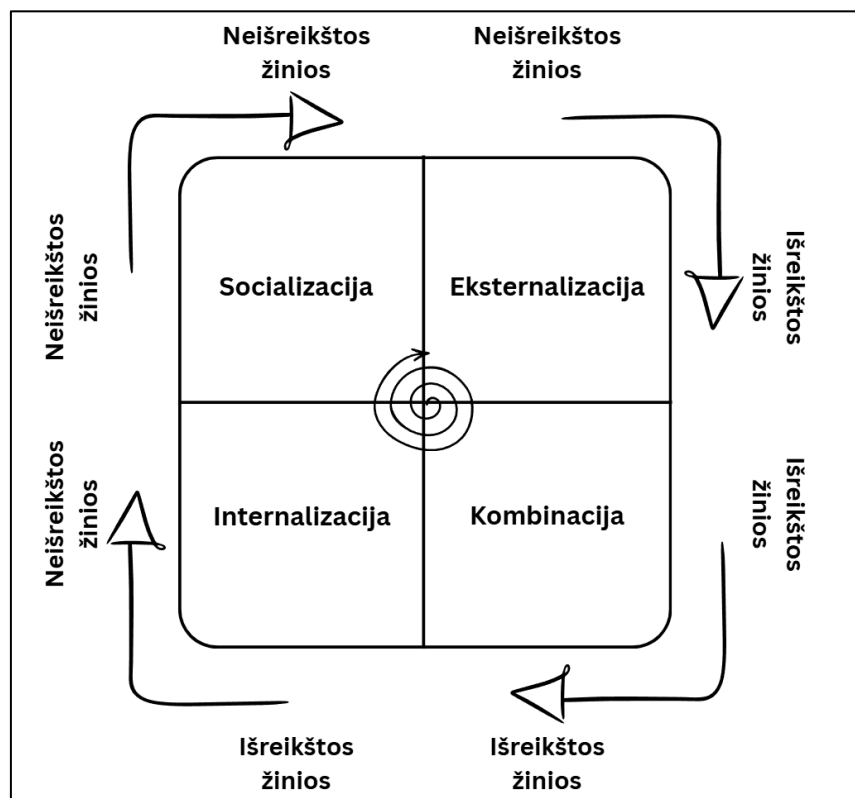 Neišreikštos
žinios
Neišreikštos
žinios
Neišreikštos
žinios
Socializacija
Eksternalizacija
Išreikštos
žinios
Neišreikštos
žinios
Internalizacija
Kombinacija
Išreikštos
žinios
Išreikštos
žinios
Išreikštos
žinios